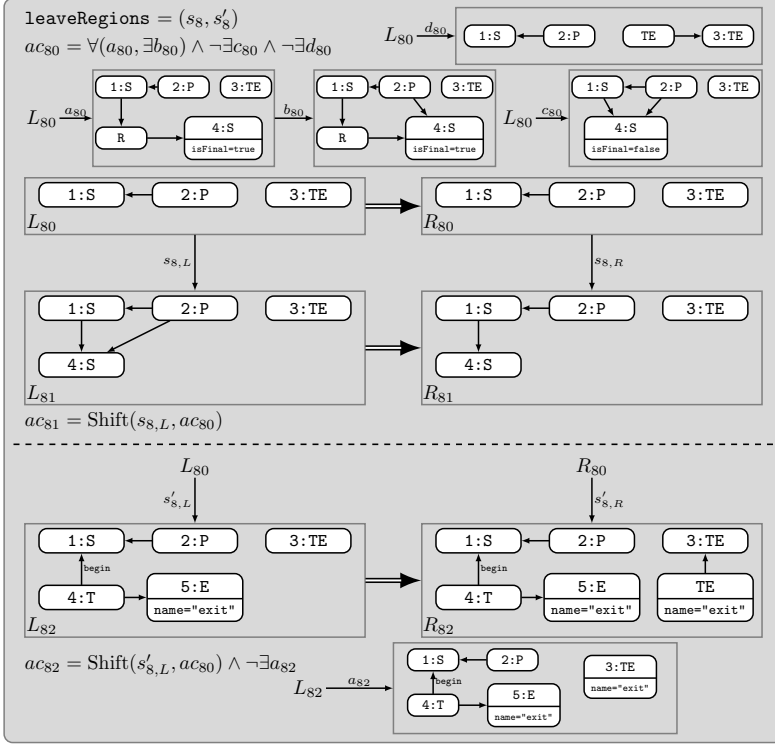 leaveRegions = (s₈, s′₈)
ac₈₀ = ∀(a₈₀, ∃b₈₀) ∧ ¬∃c₈₀ ∧ ¬∃d₈₀
L₈₀ d₈₀ 1:S 2:P TE 3:TE
L₈₀ a₈₀ 1:S 2:P 3:TE b₈₀ 1:S 2:P 3:TE L₈₀ c₈₀ 1:S 2:P 3:TE
R 4:S R 4:S 4:S
isFinal=true isFinal=true isFinal=false
1:S 2:P 3:TE 1:S 2:P 3:TE
L₈₀ R₈₀
s₈,L s₈,R
1:S 2:P 3:TE 1:S 2:P 3:TE
4:S 4:S
L₈₁ R₈₁
ac₈₁ = Shift(s₈,L, ac₈₀)
L₈₀ R₈₀
s′₈,L s′₈,R
1:S 2:P 3:TE 1:S 2:P 3:TE
begin begin
4:T 5:E 4:T 5:E TE
name="exit" name="exit" name="exit"
L₈₂ R₈₂
ac₈₂ = Shift(s′₈,L, ac₈₀) ∧ ¬∃a₈₂
L₈₂ a₈₂ 1:S 2:P 3:TE
begin name="exit"
4:T 5:E
name="exit"